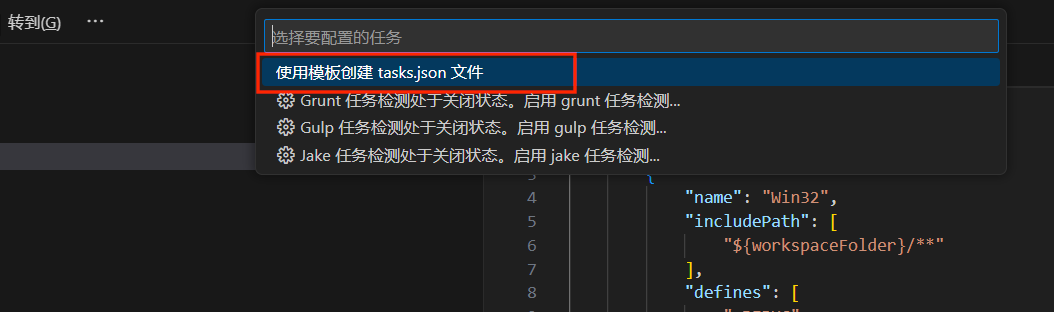 转到(G) ···
选择要配置的任务
使用模板创建 tasks.json 文件
Grunt 任务检测处于关闭状态。启用 grunt 任务检测...
Gulp 任务检测处于关闭状态。启用 gulp 任务检测...
Jake 任务检测处于关闭状态。启用 jake 任务检测...
{
4 "name": "Win32",
5 "includePath": [
6 "${workspaceFolder}/**"
7 ],
8 "defines": [